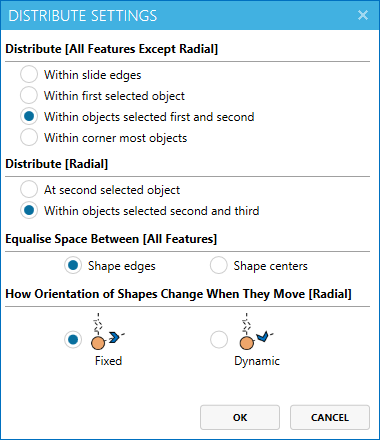 DISTRIBUTE SETTINGS
Distribute [All Features Except Radial]
Within slide edges
Within first selected object
Within objects selected first and second
Within corner most objects
Distribute [Radial]
At second selected object
Within objects selected second and third
Equalise Space Between [All Features]
Shape edges Shape centers
How Orientation of Shapes Change When They Move [Radial]
Fixed Dynamic
OK CANCEL